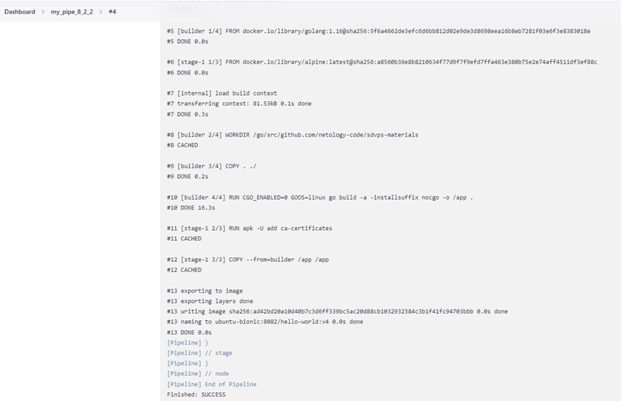 Dashboard > my_pipe_8_2_2 > #4
#5 [builder 1/4] FROM docker.io/library/golang:1.16@sha256:5f6a4662de3efc6d6bb812d02e9de3d8698eea16b8eb7281f03e6f3e8383018e
#5 DONE 0.0s
#6 [stage-1 1/3] FROM docker.io/library/alpine:latest@sha256:a8560b36e8b8210634f77d9f7f9efd7ffa463e380b75e2e74aff4511df3ef88c
#6 DONE 0.0s
#7 [internal] load build context
#7 transferring context: 81.53kB 0.1s done
#7 DONE 0.3s
#8 [builder 2/4] WORKDIR /go/src/github.com/netology-code/sdvps-materials
#8 CACHED
#9 [builder 3/4] COPY . ./
#9 DONE 0.2s
#10 [builder 4/4] RUN CGO_ENABLED=0 GOOS=linux go build -a -installsuffix nocgo -o /app .
#10 DONE 16.3s
#11 [stage-1 2/3] RUN apk -U add ca-certificates
#11 CACHED
#12 [stage-1 3/3] COPY --from=builder /app /app
#12 CACHED
#13 exporting to image
#13 exporting layers done
#13 writing image sha256:ad42bd20a10d40b7c3d6ff339bc5ac20d88cb1032932384c3b1f41fc94703bbb 0.0s done
#13 naming to ubuntu-bionic:8082/hello-world:v4 0.0s done
#13 DONE 0.0s
[Pipeline] }
[Pipeline] // stage
[Pipeline] }
[Pipeline] // node
[Pipeline] End of Pipeline
Finished: SUCCESS